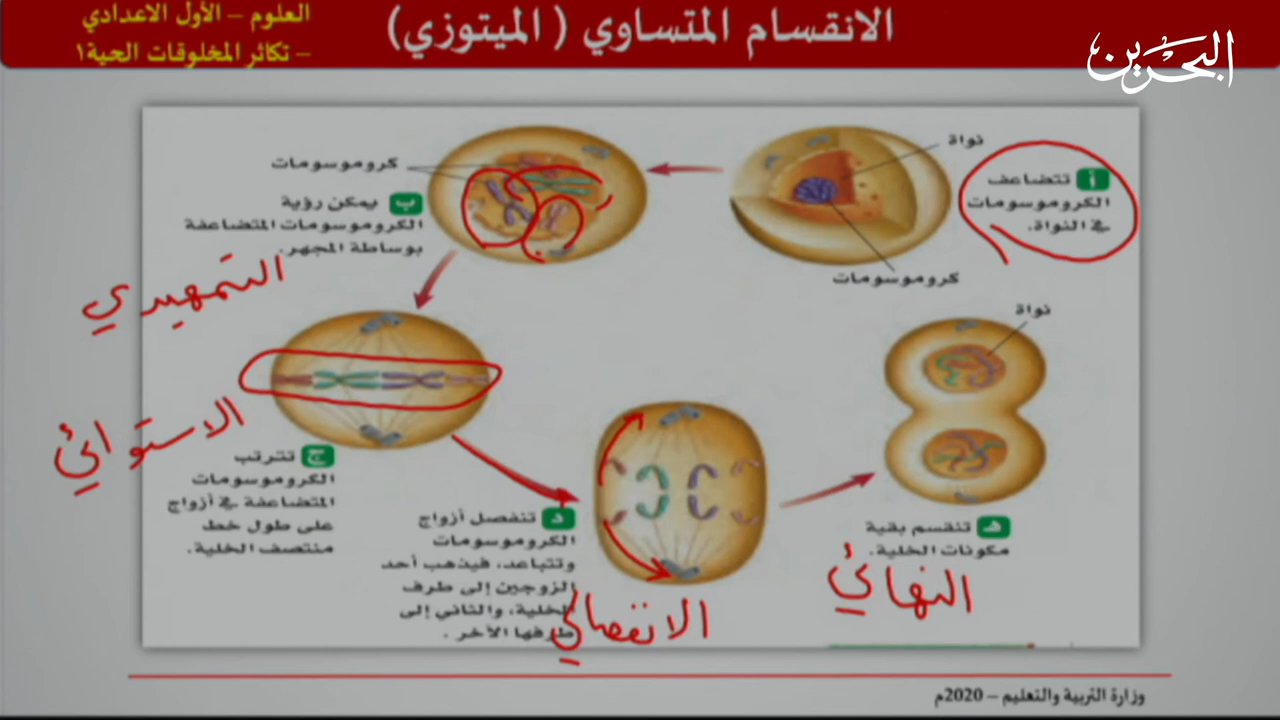 الانقسام المتساوي ( الميتوزي)
العلوم – الأول الاعدادي
– تكاثر المخلوقات الحية١
البحرين
نواة
أ تتضاعف
الكروموسومات
في النواة.
كروموسومات
كروموسومات
ب يمكن رؤية
الكروموسومات المتضاعفة
بوساطة المجهر.
التمهيدي
الاستوائي
ج تترتب
الكروموسومات
المتضاعفة في أزواج
على طول خط
منتصف الخلية.
د تنفصل أزواج
الكروموسومات
وتتباعد، فيذهب أحد
الزوجين إلى طرف
الخلية، والثاني إلى
طرفها الآخر.
الانفصالي
نواة
هـ تنقسم بقية
مكونات الخلية.
النهائي
وزارة التربية والتعليم – 2020م